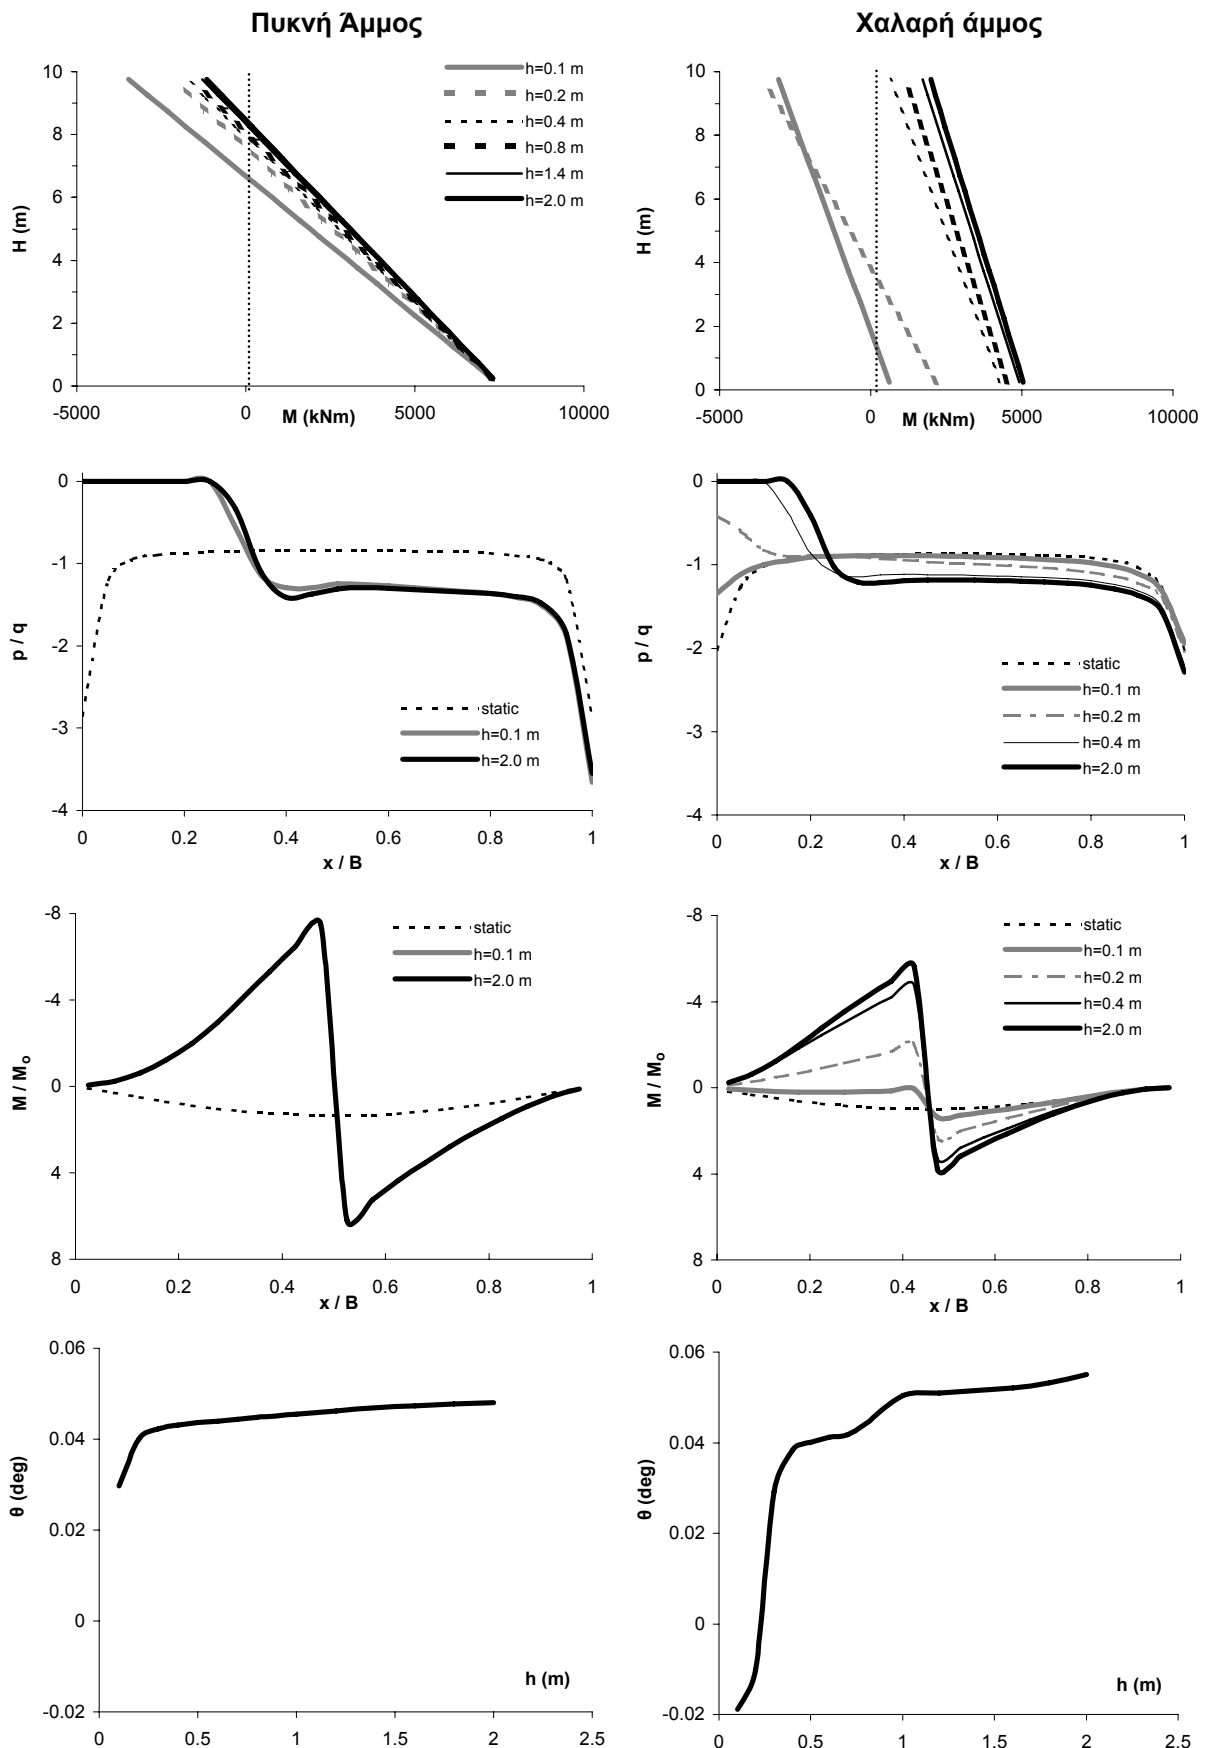 Πυκνή Άμμος
Χαλαρή άμμος
10
8
6
4
2
0
H (m)
-5000
0
5000
10000
M (kNm)
h=0.1 m
h=0.2 m
h=0.4 m
h=0.8 m
h=1.4 m
h=2.0 m
10
8
6
4
2
0
H (m)
-5000
0
5000
10000
M (kNm)
0
-1
-2
-3
-4
p / q
0
0.2
0.4
0.6
0.8
1
x / B
static
h=0.1 m
h=2.0 m
0
-1
-2
-3
-4
p / q
0
0.2
0.4
0.6
0.8
1
x / B
static
h=0.1 m
h=0.2 m
h=0.4 m
h=2.0 m
-8
-4
0
4
8
M / Mo
0
0.2
0.4
0.6
0.8
1
x / B
static
h=0.1 m
h=2.0 m
-8
-4
0
4
8
M / Mo
0
0.2
0.4
0.6
0.8
1
x / B
static
h=0.1 m
h=0.2 m
h=0.4 m
h=2.0 m
0.06
0.04
0.02
0
-0.02
θ (deg)
0
0.5
1
1.5
2
2.5
h (m)
0.06
0.04
0.02
0
-0.02
θ (deg)
0
0.5
1
1.5
2
2.5
h (m)